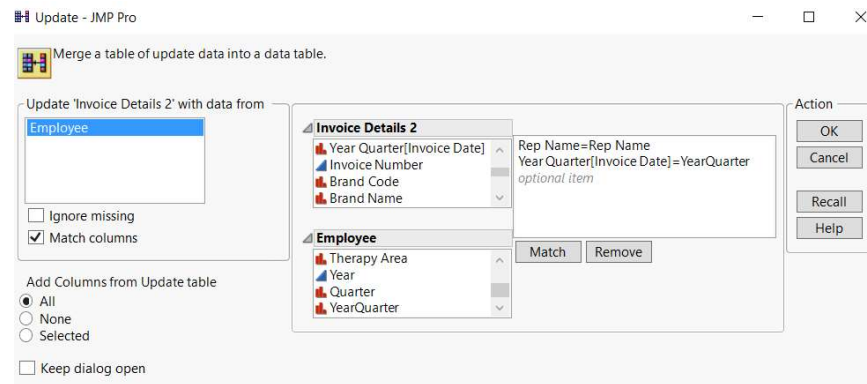 Update - JMP Pro
Merge a table of update data into a data table.
Update 'Invoice Details 2' with data from
Employee
Ignore missing
Match columns
Add Columns from Update table
All
None
Selected
Keep dialog open
Invoice Details 2
Year Quarter[Invoice Date]
Invoice Number
Brand Code
Brand Name
Employee
Therapy Area
Year
Quarter
YearQuarter
Rep Name=Rep Name
Year Quarter[Invoice Date]=YearQuarter
optional item
Match Remove
Action
OK
Cancel
Recall
Help